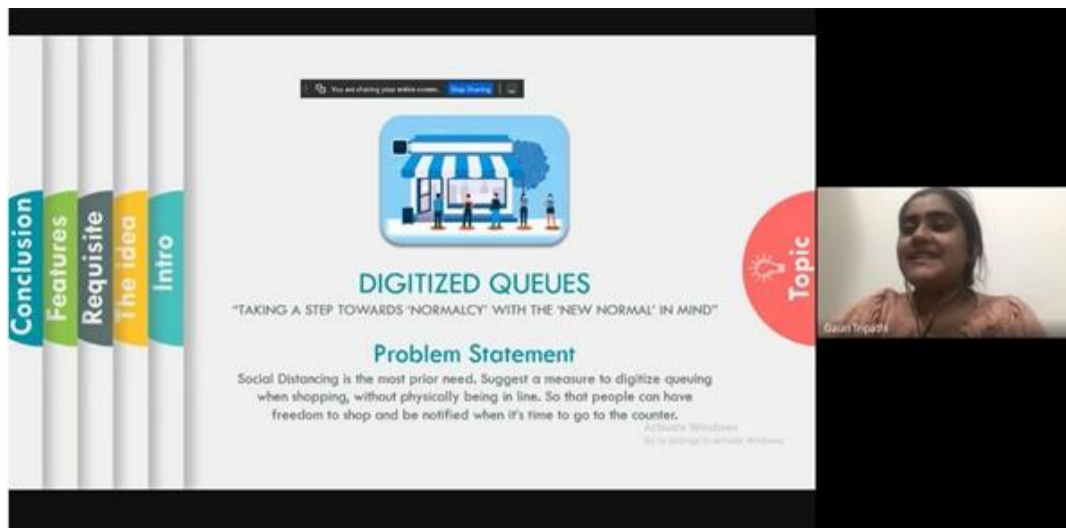 You are sharing your entire screen.
Stop Sharing
Conclusion
Features
Requisite
The idea
Intro
Topic
DIGITIZED QUEUES
"TAKING A STEP TOWARDS 'NORMALCY' WITH THE 'NEW NORMAL' IN MIND"
Problem Statement
Social Distancing is the most prior need. Suggest a measure to digitize queuing
when shopping, without physically being in line. So that people can have
freedom to shop and be notified when it's time to go to the counter.
Activate Windows
Go to Settings to activate Windows.
Gauri Tripathi